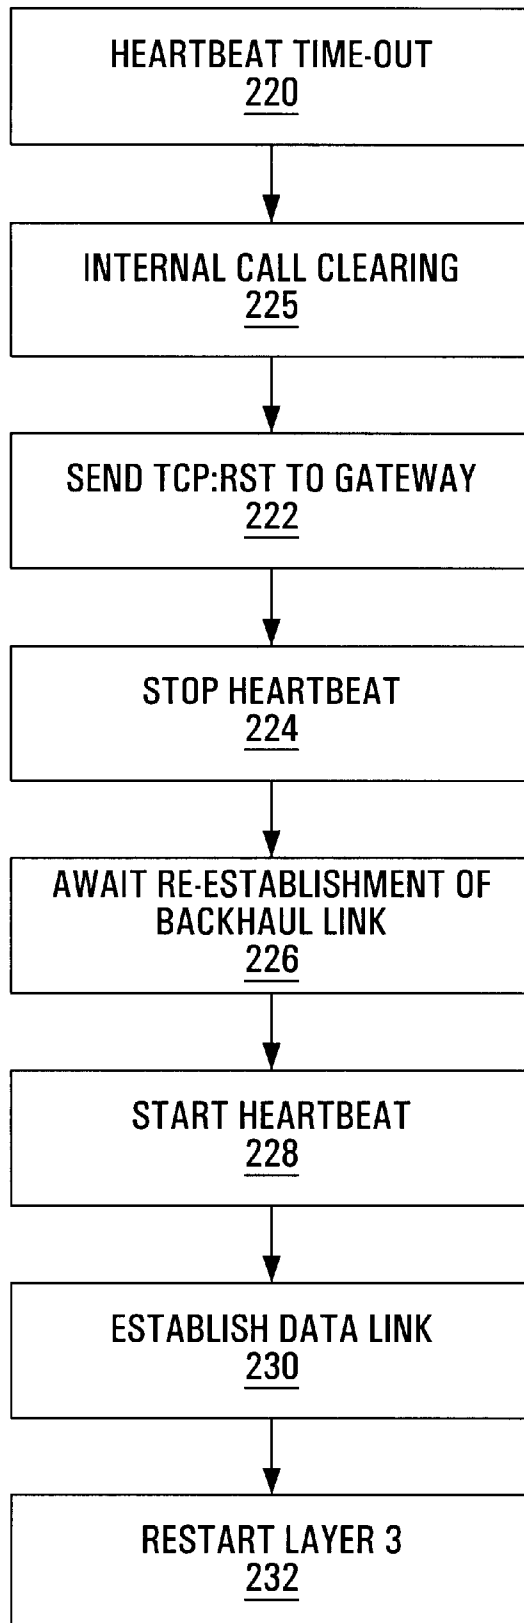 HEARTBEAT TIME-OUT
220
INTERNAL CALL CLEARING
225
SEND TCP:RST TO GATEWAY
222
STOP HEARTBEAT
224
AWAIT RE-ESTABLISHMENT OF
BACKHAUL LINK
226
START HEARTBEAT
228
ESTABLISH DATA LINK
230
RESTART LAYER 3
232